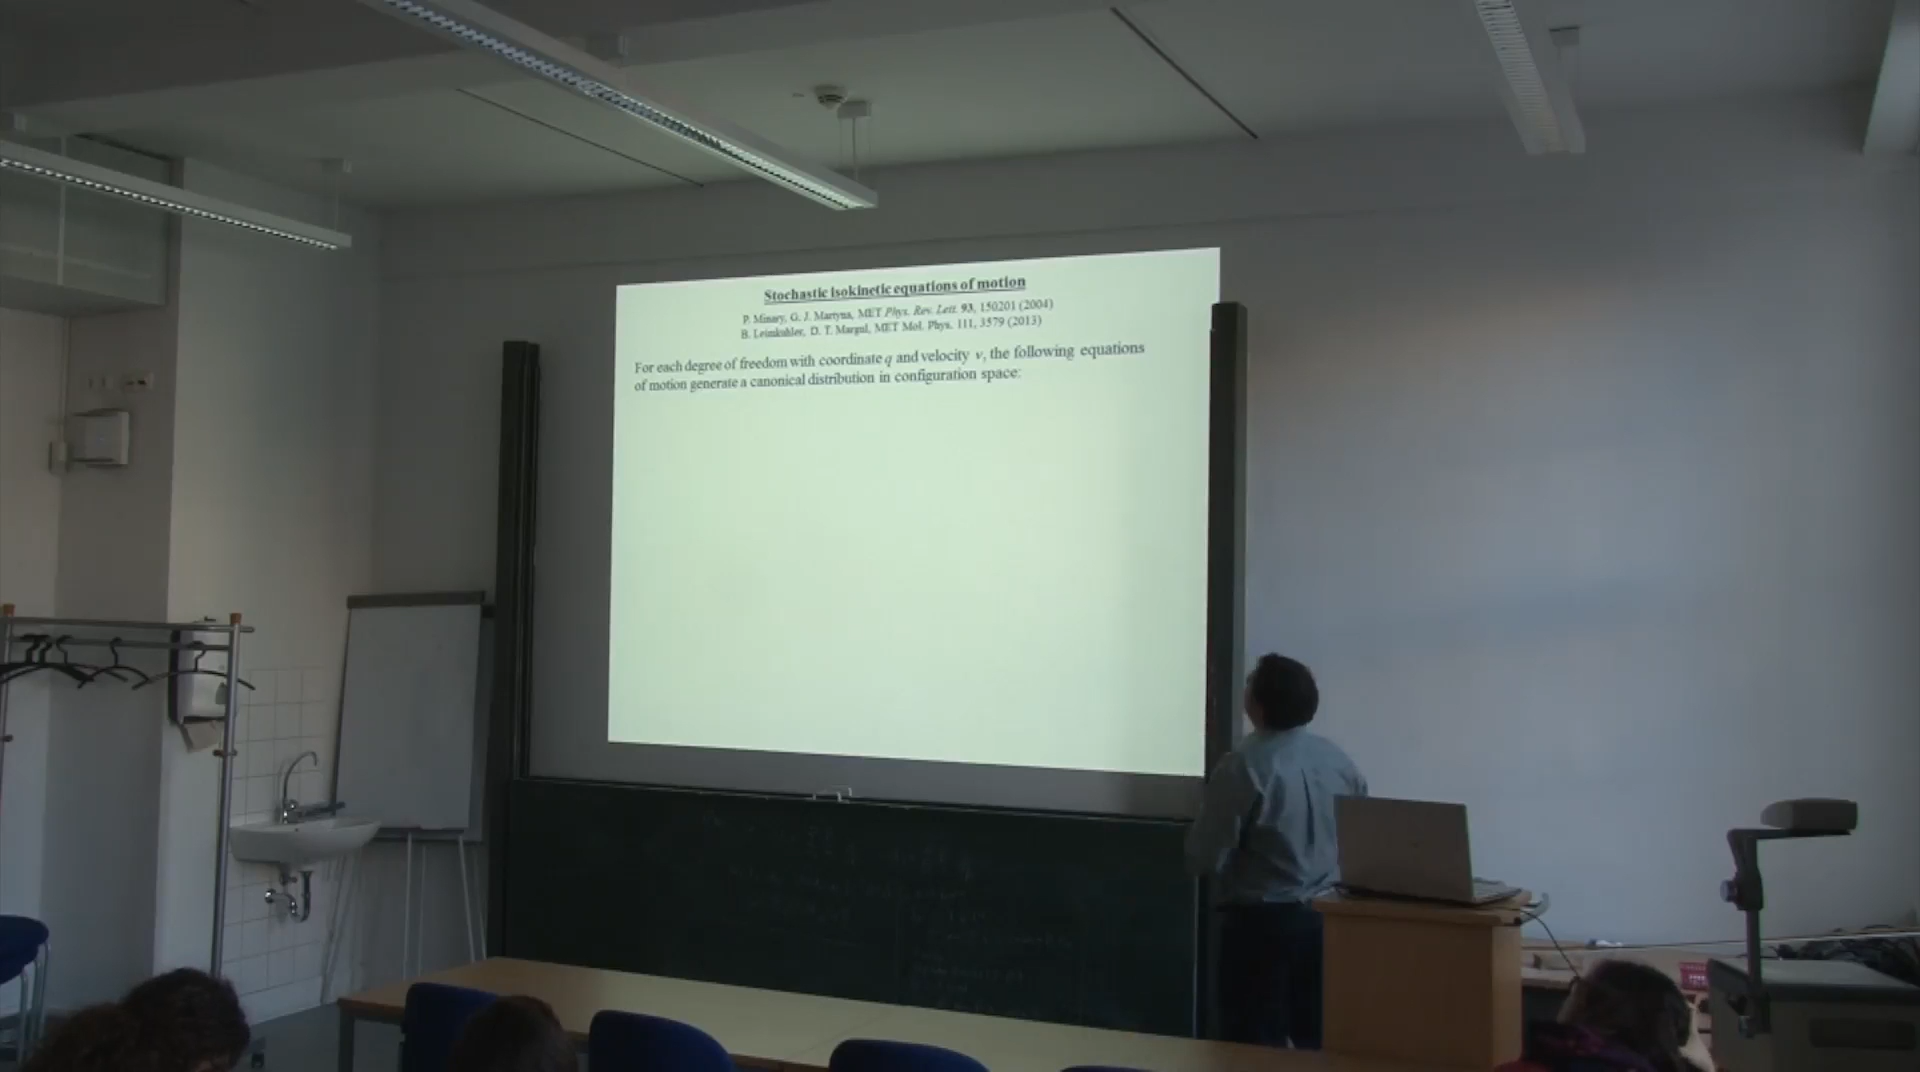 Stochastic isokinetic equations of motion
P. Minary, G. J. Martyna, MET Phys. Rev. Lett. 93, 150201 (2004)
B. Leimkuhler, D. T. Margul, MET Mol. Phys. 111, 3579 (2013)
For each degree of freedom with coordinate q and velocity v, the following equations
of motion generate a canonical distribution in configuration space: